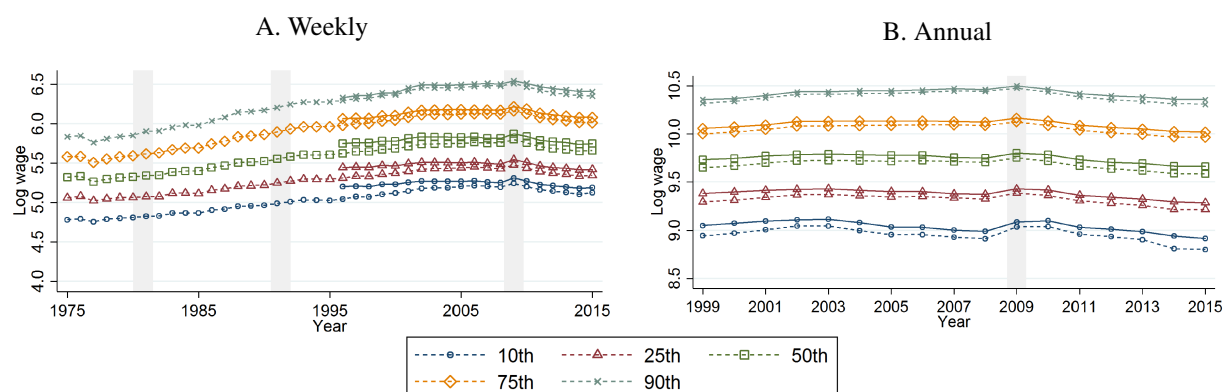 A. Weekly
B. Annual
Log wage
6.5
6.0
5.5
5.0
4.5
4.0
1975 1985 1995 2005 2015
Year
Log wage
10.5
10.0
9.5
9.0
8.5
1999 2001 2003 2005 2007 2009 2011 2013 2015
Year
10th 25th 50th
75th 90th